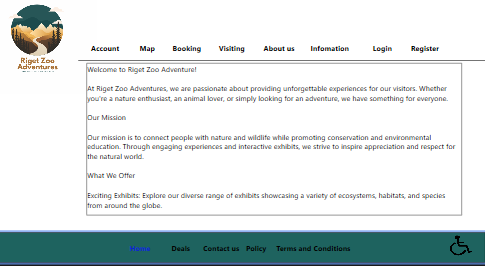 Riget Zoo
Adventures
Account Map Booking Visiting About us Infomation Login Register
Welcome to Riget Zoo Adventure!
At Riget Zoo Adventures, we are passionate about providing unforgettable experiences for our visitors. Whether
you're a nature enthusiast, an animal lover, or simply looking for an adventure, we have something for everyone.
Our Mission
Our mission is to connect people with nature and wildlife while promoting conservation and environmental
education. Through engaging experiences and interactive exhibits, we strive to inspire appreciation and respect for
the natural world.
What We Offer
Exciting Exhibits: Explore our diverse range of exhibits showcasing a variety of ecosystems, habitats, and species
from around the globe.
Home Deals Contact us Policy Terms and Conditions